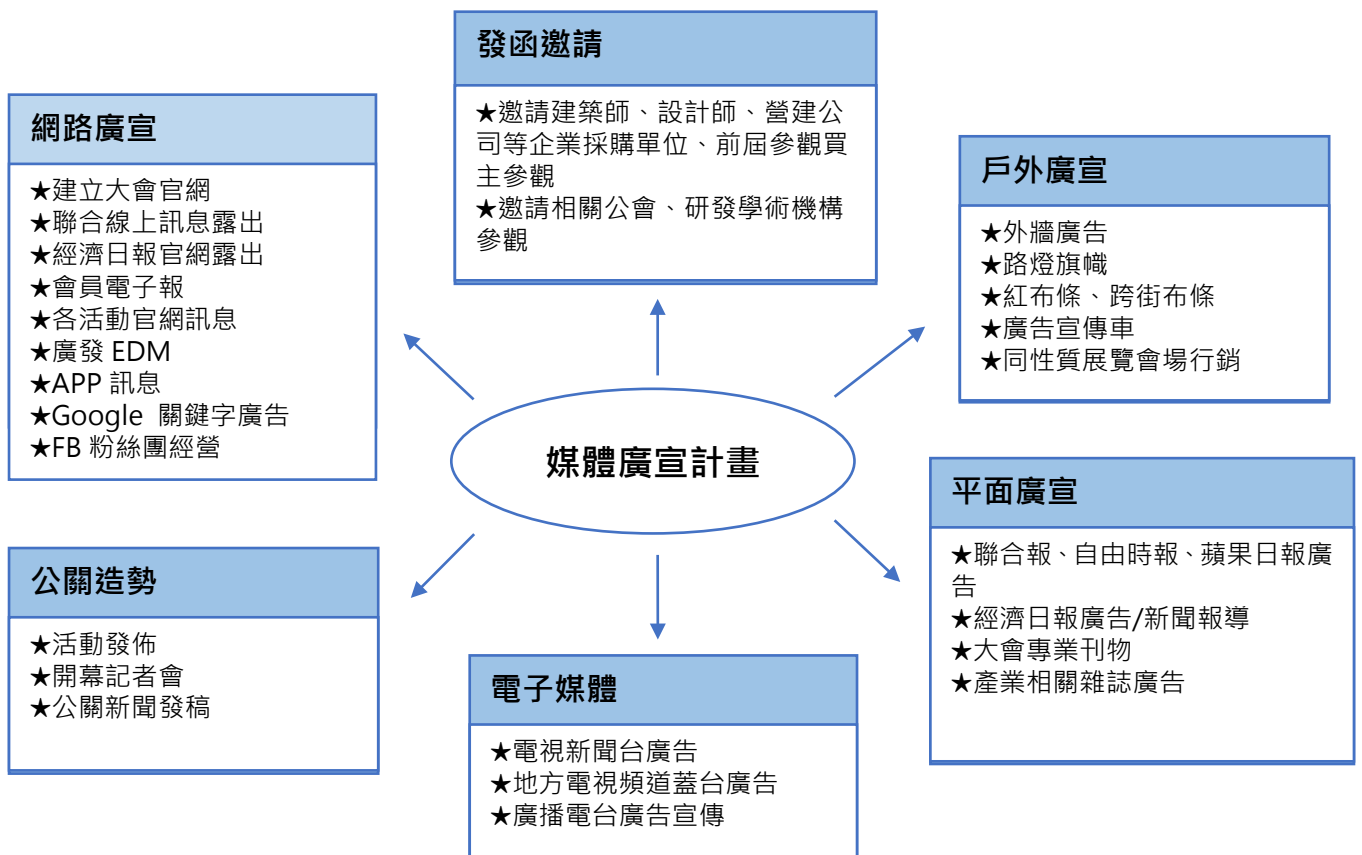 發函邀請
★邀請建築師、設計師、營建公
司等企業採購單位、前屆參觀買
主參觀
★邀請相關公會、研發學術機構
參觀
網路廣宣
★建立大會官網
★聯合線上訊息露出
★經濟日報官網露出
★會員電子報
★各活動官網訊息
★廣發 EDM
★APP 訊息
★Google 關鍵字廣告
★FB 粉絲團經營
戶外廣宣
★外牆廣告
★路燈旗幟
★紅布條、跨街布條
★廣告宣傳車
★同性質展覽會場行銷
媒體廣宣計畫
平面廣宣
★聯合報、自由時報、蘋果日報廣
告
★經濟日報廣告/新聞報導
★大會專業刊物
★產業相關雜誌廣告
公關造勢
★活動發佈
★開幕記者會
★公關新聞發稿
電子媒體
★電視新聞台廣告
★地方電視頻道蓋台廣告
★廣播電台廣告宣傳